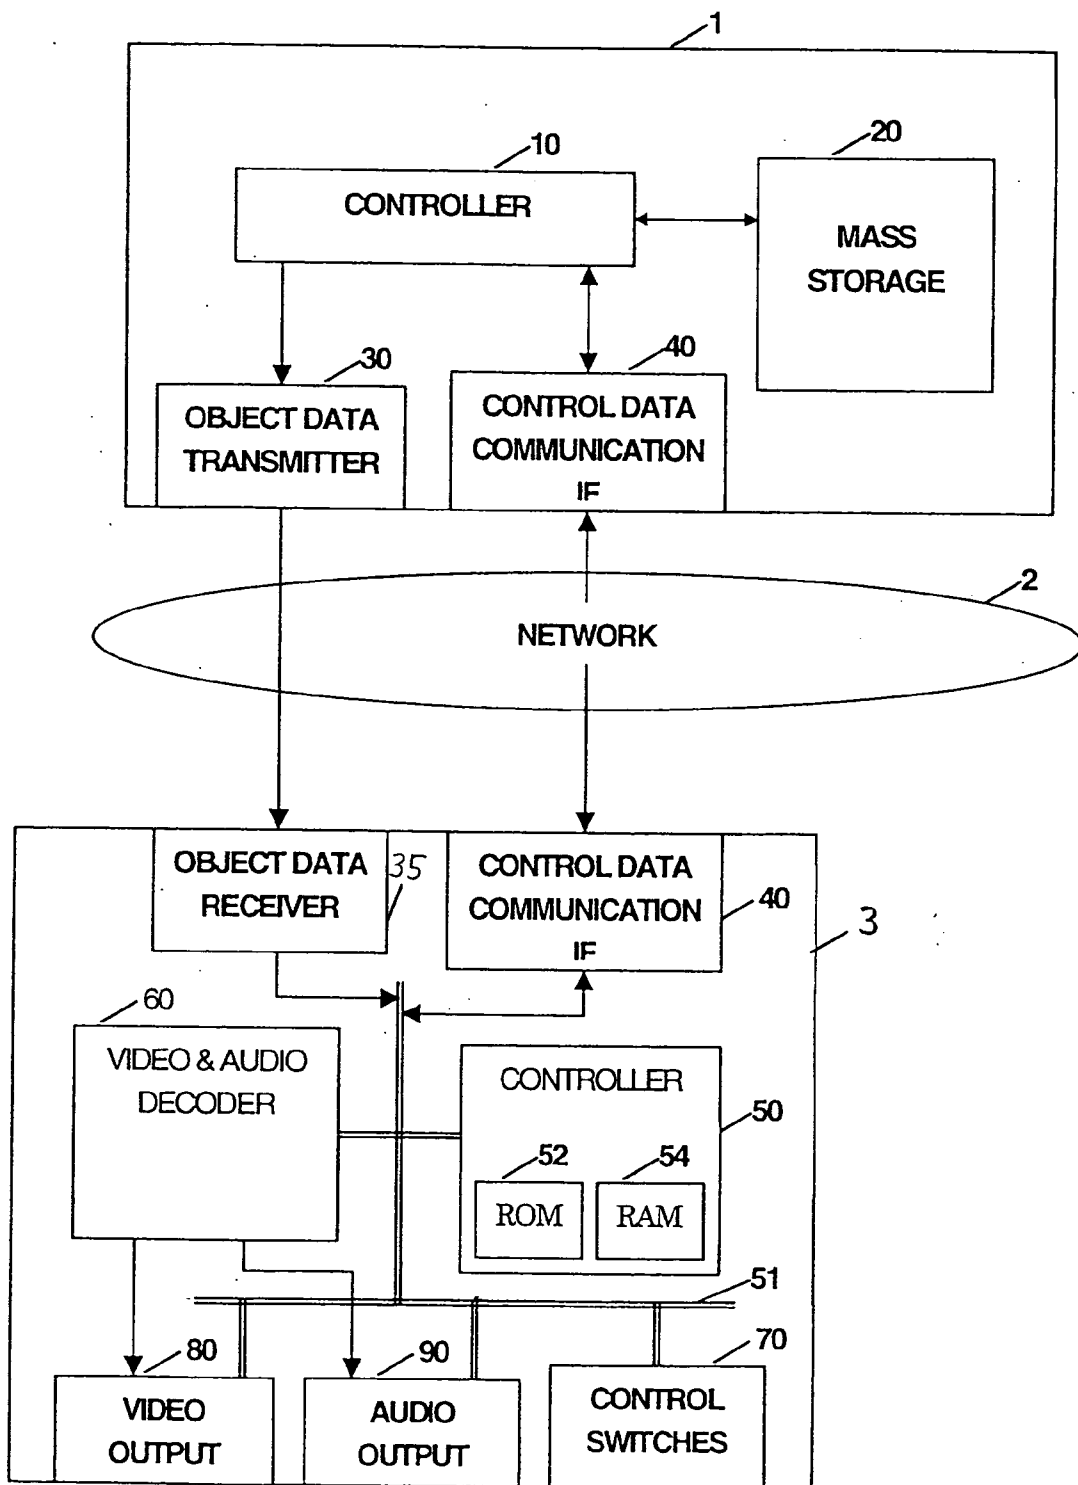 1
10
CONTROLLER
20
MASS
STORAGE
30
OBJECT DATA
TRANSMITTER
40
CONTROL DATA
COMMUNICATION
IF
2
NETWORK
OBJECT DATA
RECEIVER
35
CONTROL DATA
COMMUNICATION
IF
40
3
60
VIDEO & AUDIO
DECODER
CONTROLLER
50
52
ROM
54
RAM
51
80
VIDEO
OUTPUT
90
AUDIO
OUTPUT
70
CONTROL
SWITCHES